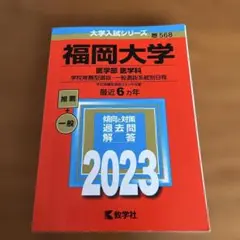 大学入試シリーズ 568
福岡大学
医学部 医学科
学校推薦型選抜・一般選抜系統別日程
最近6カ年
推薦
一般
傾向と対策
過去問
解答
2023
教学社